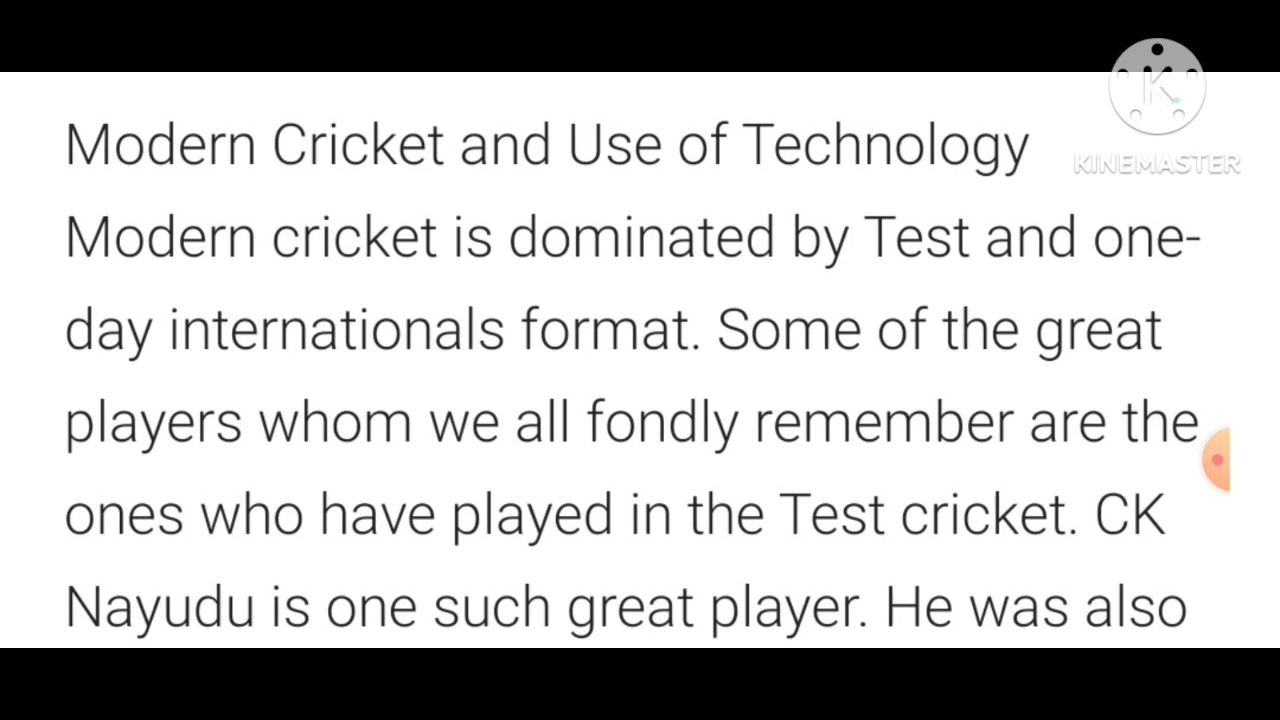 KINEMASTER
Modern Cricket and Use of Technology
Modern cricket is dominated by Test and one-
day internationals format. Some of the great
players whom we all fondly remember are the
ones who have played in the Test cricket. CK
Nayudu is one such great player. He was also